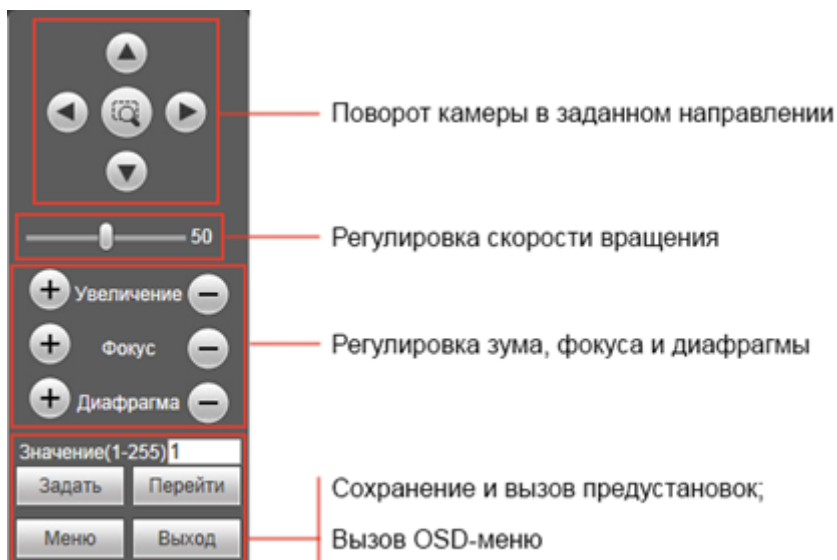 Поворот камеры в заданном направлении
50
Регулировка скорости вращения
+ Увеличение −
+ Фокус −
+ Диафрагма −
Регулировка зума, фокуса и диафрагмы
Значение(1-255) 1
Задать Перейти
Сохранение и вызов предустановок;
Меню Выход
Вызов OSD-меню